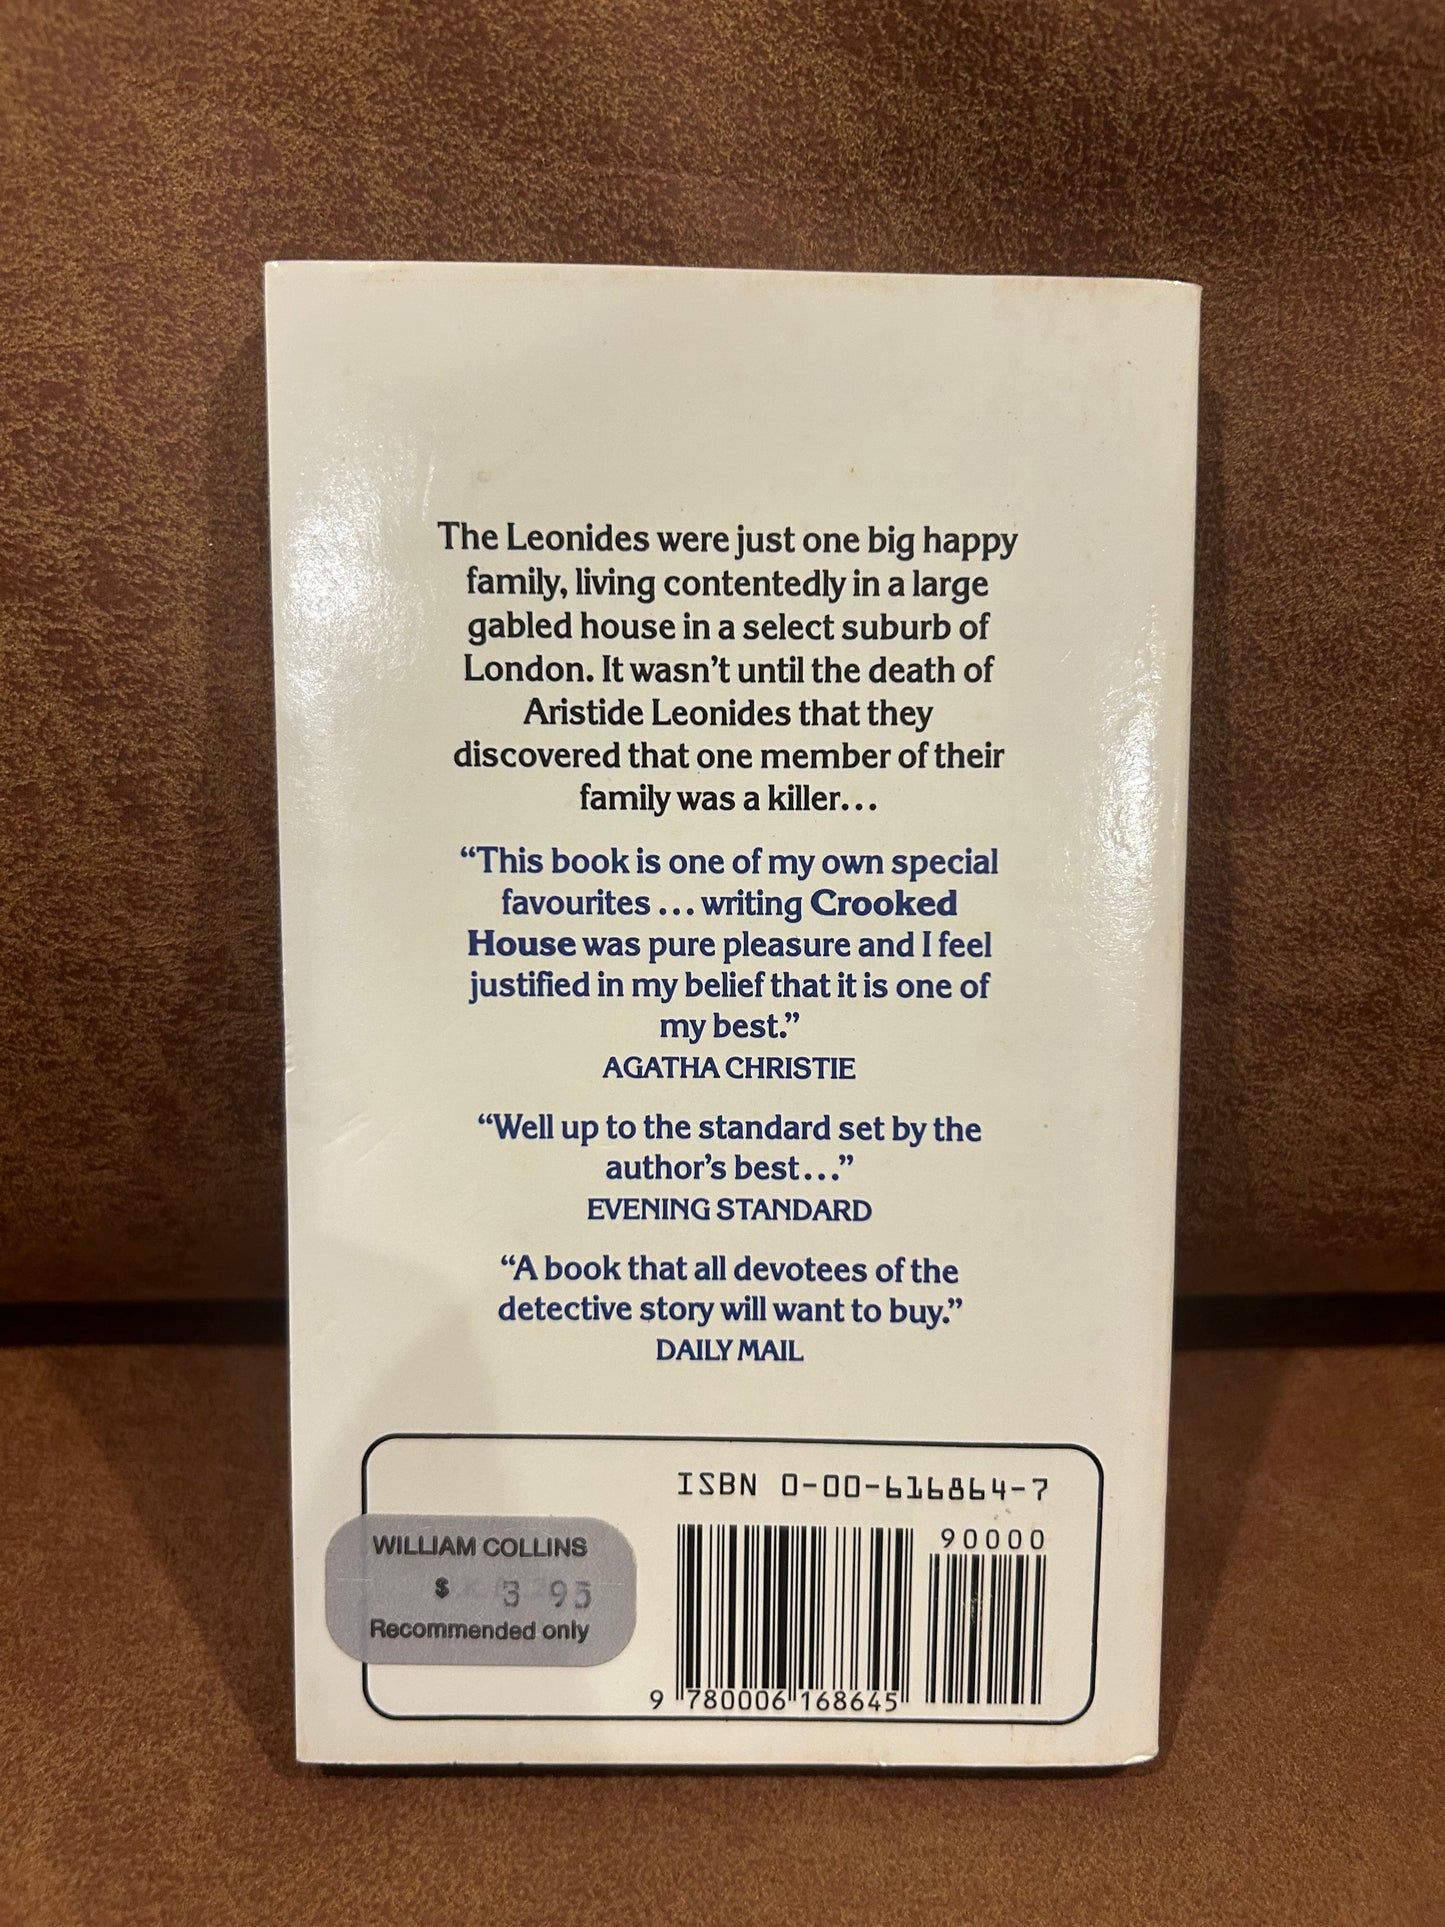 The Leonides were just one big happy
family, living contentedly in a large
gabled house in a select suburb of
London. It wasn't until the death of
Aristide Leonides that they
discovered that one member of their
family was a killer...
“This book is one of my own special
favourites ... writing Crooked
House was pure pleasure and I feel
justified in my belief that it is one of
my best.”
AGATHA CHRISTIE
“Well up to the standard set by the
author's best...”
EVENING STANDARD
“A book that all devotees of the
detective story will want to buy.”
DAILY MAIL
ISBN 0-00-616864-7
90000
WILLIAM COLLINS
$ 3 95
Recommended only
9 780006 168645